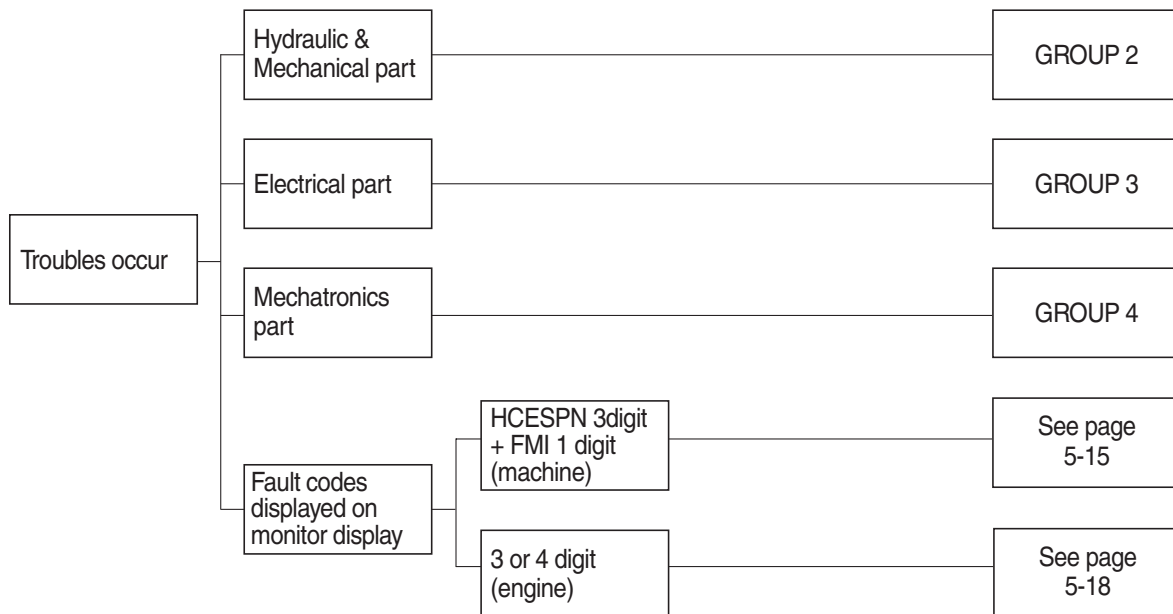 Hydraulic &
Mechanical part
GROUP 2
Electrical part
GROUP 3
Troubles occur
Mechatronics
part
GROUP 4
HCESPN 3digit
+ FMI 1 digit
(machine)
See page
5-15
Fault codes
displayed on
monitor display
3 or 4 digit
(engine)
See page
5-18